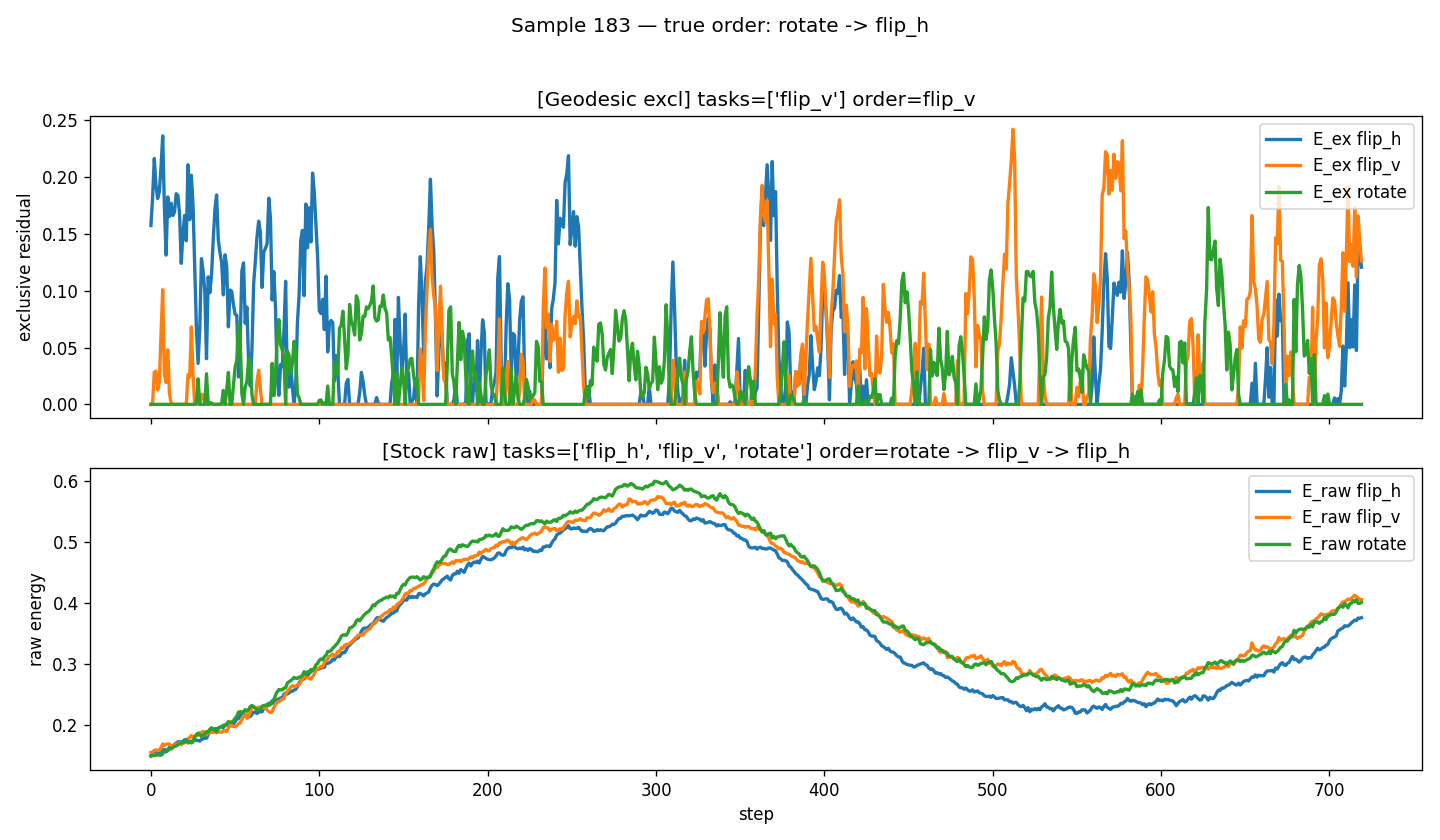 Sample 183 — true order: rotate -> flip_h
[Geodesic excl] tasks=['flip_v'] order=flip_v
exclusive residual
0.25
0.20
0.15
0.10
0.05
0.00
E_ex flip_h
E_ex flip_v
E_ex rotate
[Stock raw] tasks=['flip_h', 'flip_v', 'rotate'] order=rotate -> flip_v -> flip_h
raw energy
0.6
0.5
0.4
0.3
0.2
E_raw flip_h
E_raw flip_v
E_raw rotate
0 100 200 300 400 500 600 700
step